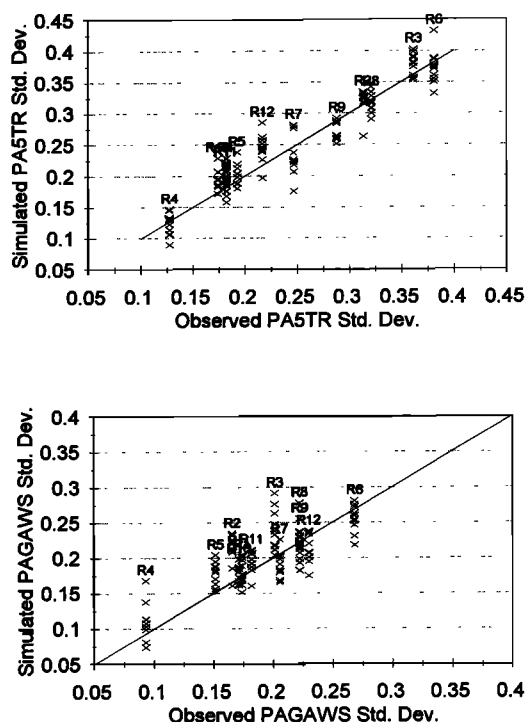 Simulated PA5TR Std. Dev.
0.45
0.4
0.35
0.3
0.25
0.2
0.15
0.1
0.05
R6
R3
R9
R7
R12
R5
R4
0.05 0.1 0.15 0.2 0.25 0.3 0.35 0.4 0.45
Observed PA5TR Std. Dev.
Simulated PAGAWS Std. Dev.
0.4
0.35
0.3
0.25
0.2
0.15
0.1
0.05
R3
R8
R6
R9
R12
R2
R7
R11
R5
R4
0.05 0.1 0.15 0.2 0.25 0.3 0.35 0.4
Observed PAGAWS Std. Dev.